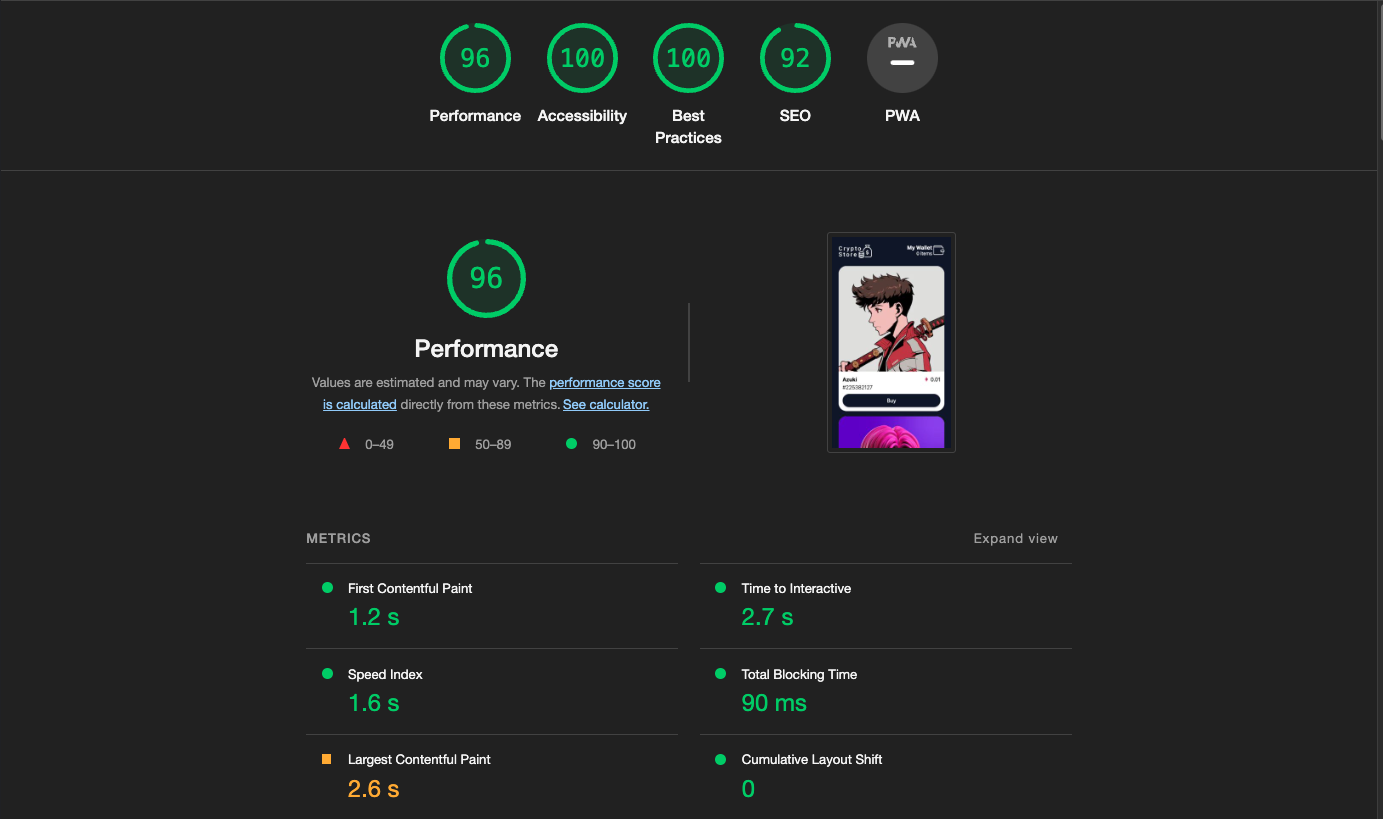 96
100
100
92
PWA
Performance
Accessibility
Best
Practices
SEO
PWA
96
Performance
Values are estimated and may vary. The performance score
is calculated directly from these metrics. See calculator.
0–49
50–89
90–100
Crypto
Store
My Wallet
0 items
Azuki
0.01
#225382127
Buy
METRICS
Expand view
First Contentful Paint
1.2 s
Time to Interactive
2.7 s
Speed Index
1.6 s
Total Blocking Time
90 ms
Largest Contentful Paint
2.6 s
Cumulative Layout Shift
0